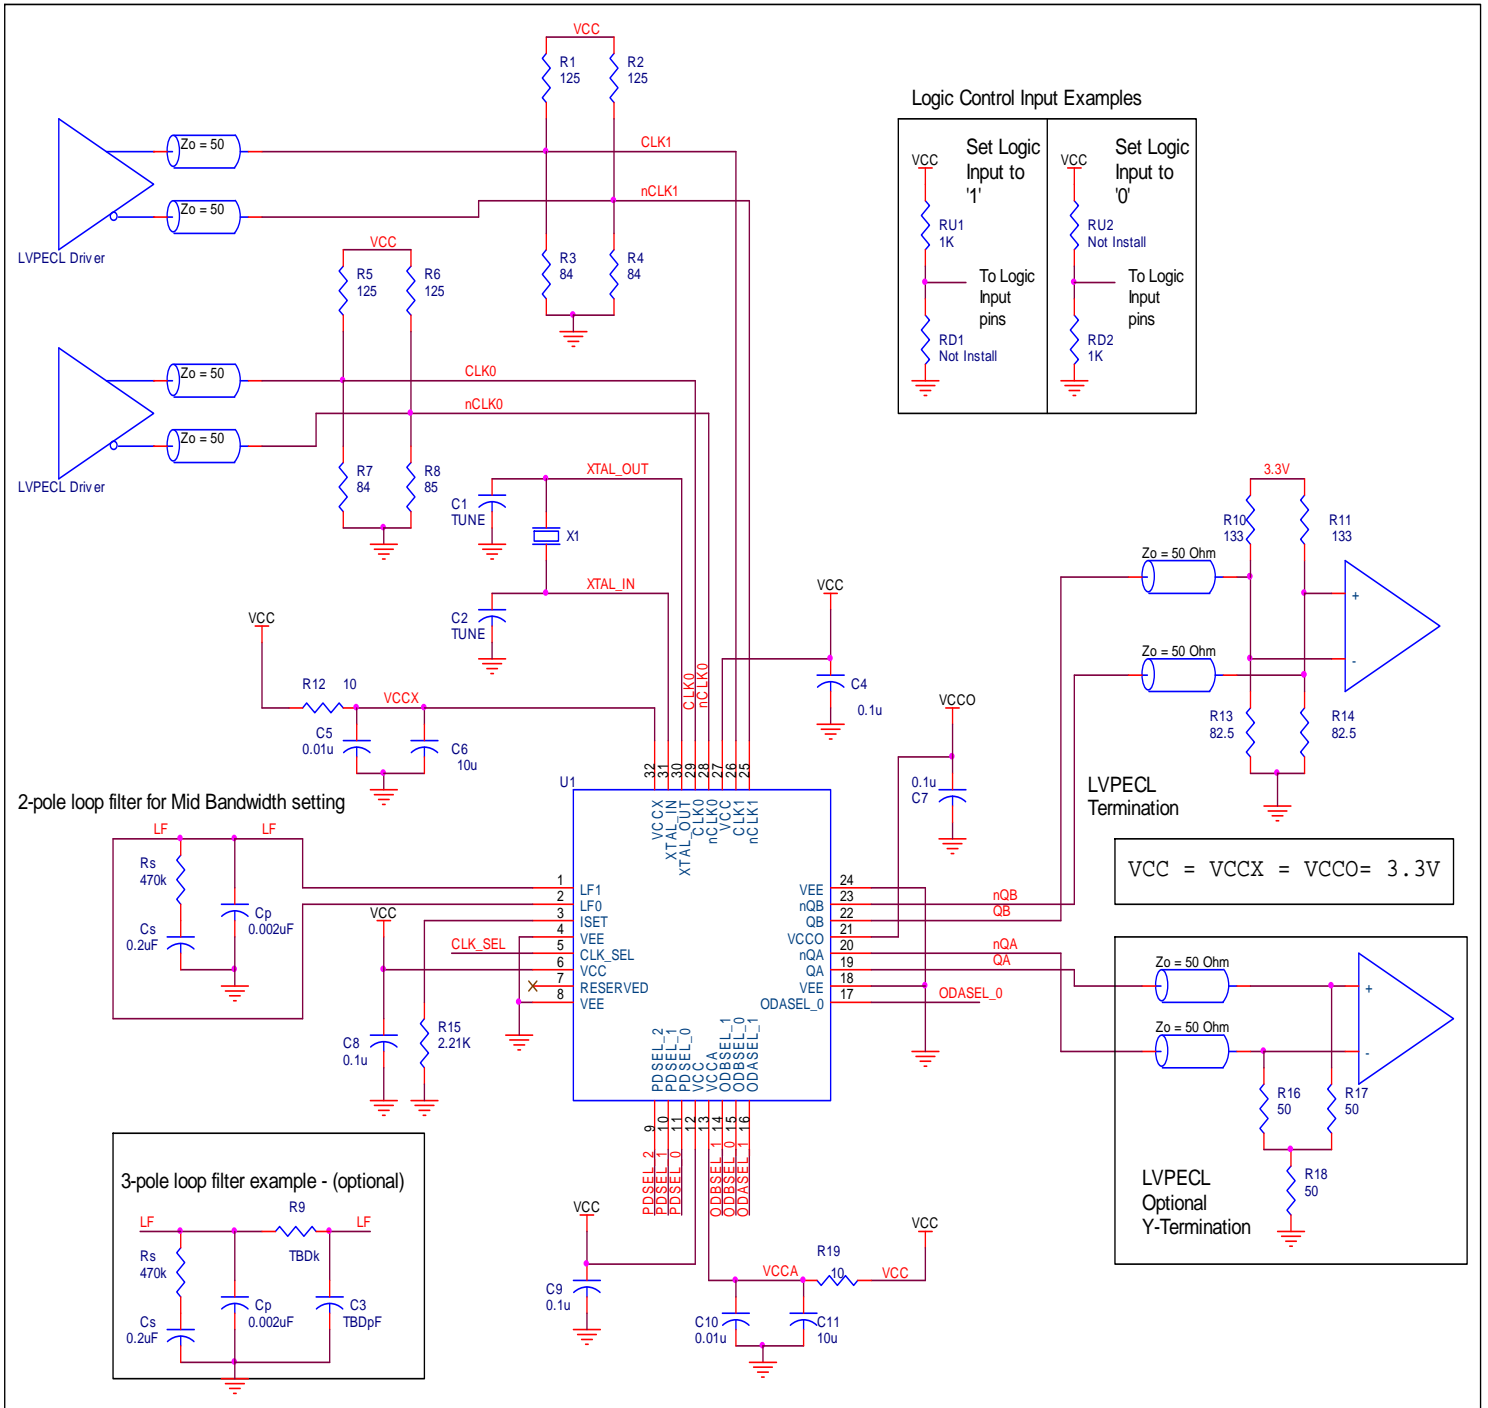 VCC
R1
125
R2
125
Zo = 50
CLK1
Zo = 50
nCLK1
LVPECL Driver
R3
84
R4
84
VCC
R5
125
R6
125
Zo = 50
CLK0
nCLK0
Zo = 50
LVPECL Driver
R7
84
R8
85
Logic Control Input Examples
VCC
Set Logic
Input to
'1'
RU1
1K
To Logic
Input
pins
RD1
Not Install
VCC
Set Logic
Input to
'0'
RU2
Not Install
To Logic
Input
pins
RD2
1K
XTAL_OUT
C1
TUNE
X1
XTAL_IN
C2
TUNE
VCC
R12 10
VCCX
C5
0.01u
C6
10u
CLK0
nCLK0
VCC
C4
0.1u
VCCO
0.1u
C7
3.3V
R10
133
R11
133
Zo = 50 Ohm
Zo = 50 Ohm
+
-
R13
82.5
R14
82.5
LVPECL
Termination
VCC = VCCX = VCCO= 3.3V
2-pole loop filter for Mid Bandwidth setting
LF
LF
Rs
470k
Cs
0.2uF
Cp
0.002uF
VCC
CLK_SEL
C8
0.1u
R15
2.21K
U1
32
31
30
29
28
27
26
25
VCCX
XTAL_IN
XTAL_OUT
CLK0
nCLK0
VCC
CLK1
nCLK1
1
LF1
2
LF0
3
ISET
4
VEE
5
CLK_SEL
6
VCC
7
RESERVED
8
VEE
VEE
24
nQB
23
QB
22
VCCO
21
nQA
20
QA
19
VEE
18
ODASEL_0
17
nQB
QB
nQA
QA
ODASEL_0
PDSEL_2
PDSEL_1
PDSEL_0
VCC
VCCA
ODBSEL_1
ODBSEL_0
ODASEL_1
9
10
11
12
13
14
15
16
PDSEL_2
PDSEL_1
PDSEL_0
ODBSEL_1
ODBSEL_0
ODASEL_1
Zo = 50 Ohm
Zo = 50 Ohm
+
-
R16
50
R17
50
R18
50
LVPECL
Optional
Y-Termination
3-pole loop filter example - (optional)
LF
R9
TBDk
LF
Rs
470k
Cs
0.2uF
Cp
0.002uF
C3
TBDpF
VCC
C9
0.1u
VCCA
R19
10
VCC
VCC
C10
0.01u
C11
10u